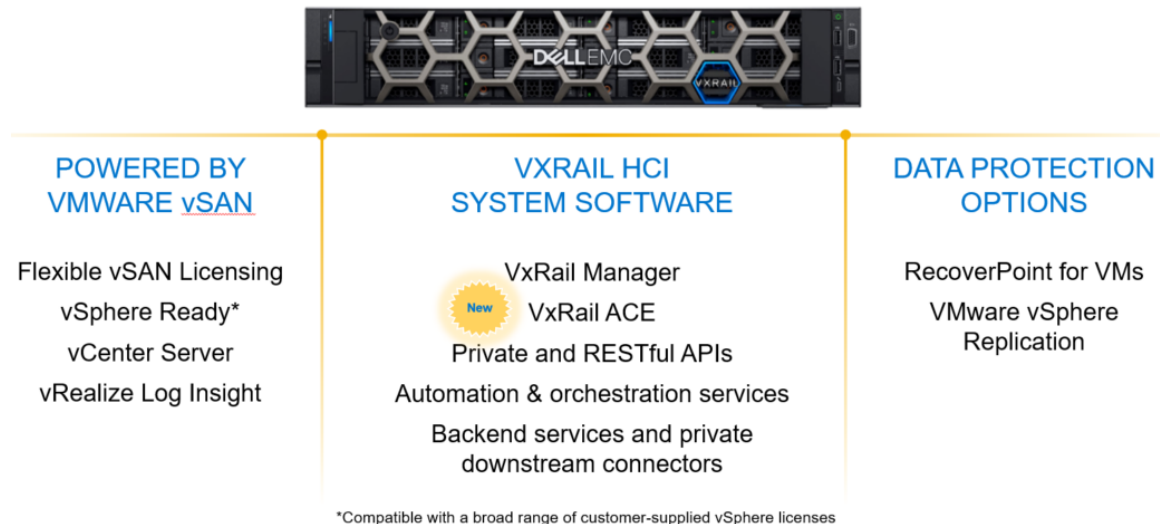 DELLEMC
VXRAIL
POWERED BY
VMWARE vSAN
Flexible vSAN Licensing
vSphere Ready*
vCenter Server
vRealize Log Insight
VXRAIL HCI
SYSTEM SOFTWARE
VxRail Manager
New
VxRail ACE
Private and RESTful APIs
Automation & orchestration services
Backend services and private
downstream connectors
DATA PROTECTION
OPTIONS
RecoverPoint for VMs
VMware vSphere
Replication
*Compatible with a broad range of customer-supplied vSphere licenses